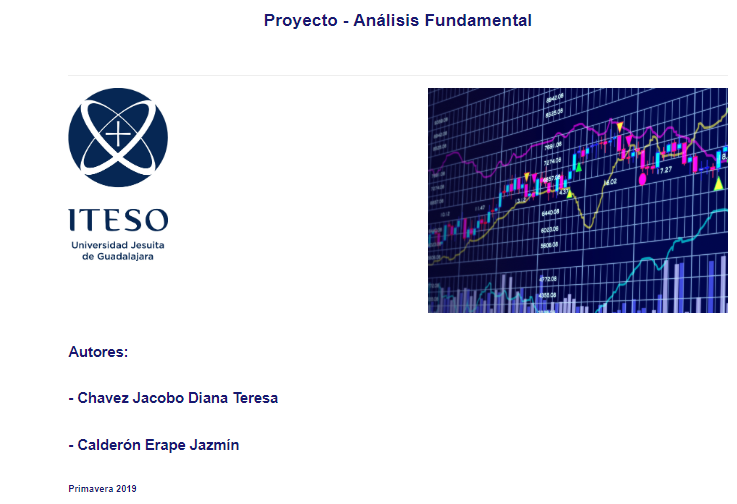 Proyecto - Análisis Fundamental
ITESO
Universidad Jesuita
de Guadalajara
Autores:
- Chavez Jacobo Diana Teresa
- Calderón Erape Jazmín
Primavera 2019